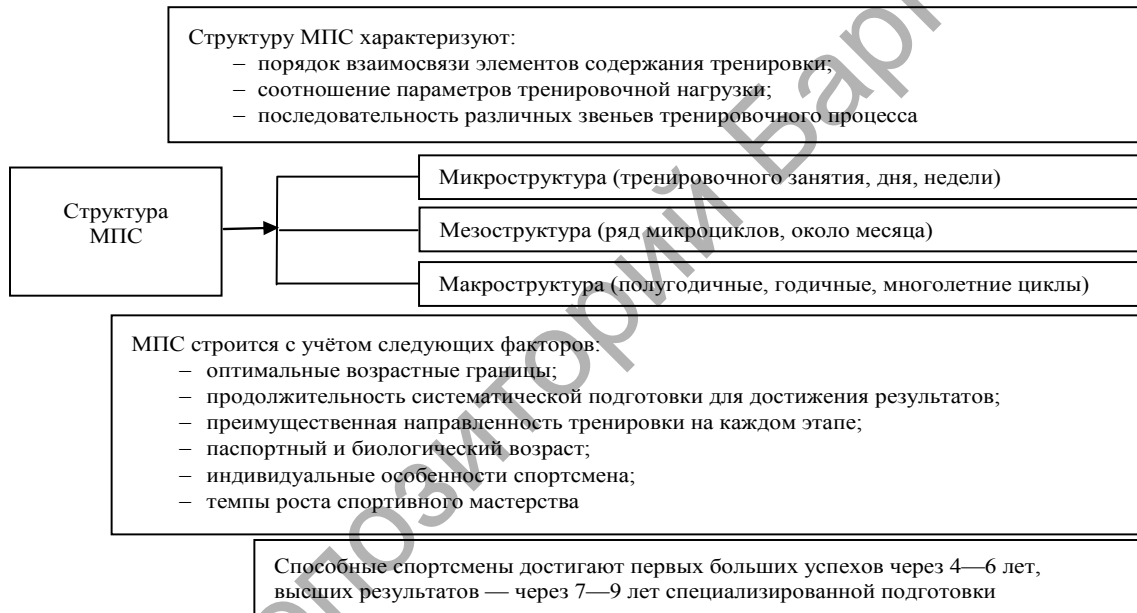 Структуру МПС характеризуют:
– порядок взаимосвязи элементов содержания тренировки;
– соотношение параметров тренировочной нагрузки;
– последовательность различных звеньев тренировочного процесса
Структура
МПС
Микроструктура (тренировочного занятия, дня, недели)
Мезоструктура (ряд микроциклов, около месяца)
Макроструктура (полугодичные, годичные, многолетние циклы)
МПС строится с учётом следующих факторов:
– оптимальные возрастные границы;
– продолжительность систематической подготовки для достижения результатов;
– преимущественная направленность тренировки на каждом этапе;
– паспортный и биологический возраст;
– индивидуальные особенности спортсмена;
– темпы роста спортивного мастерства
Способные спортсмены достигают первых больших успехов через 4—6 лет,
высших результатов — через 7—9 лет специализированной подготовки